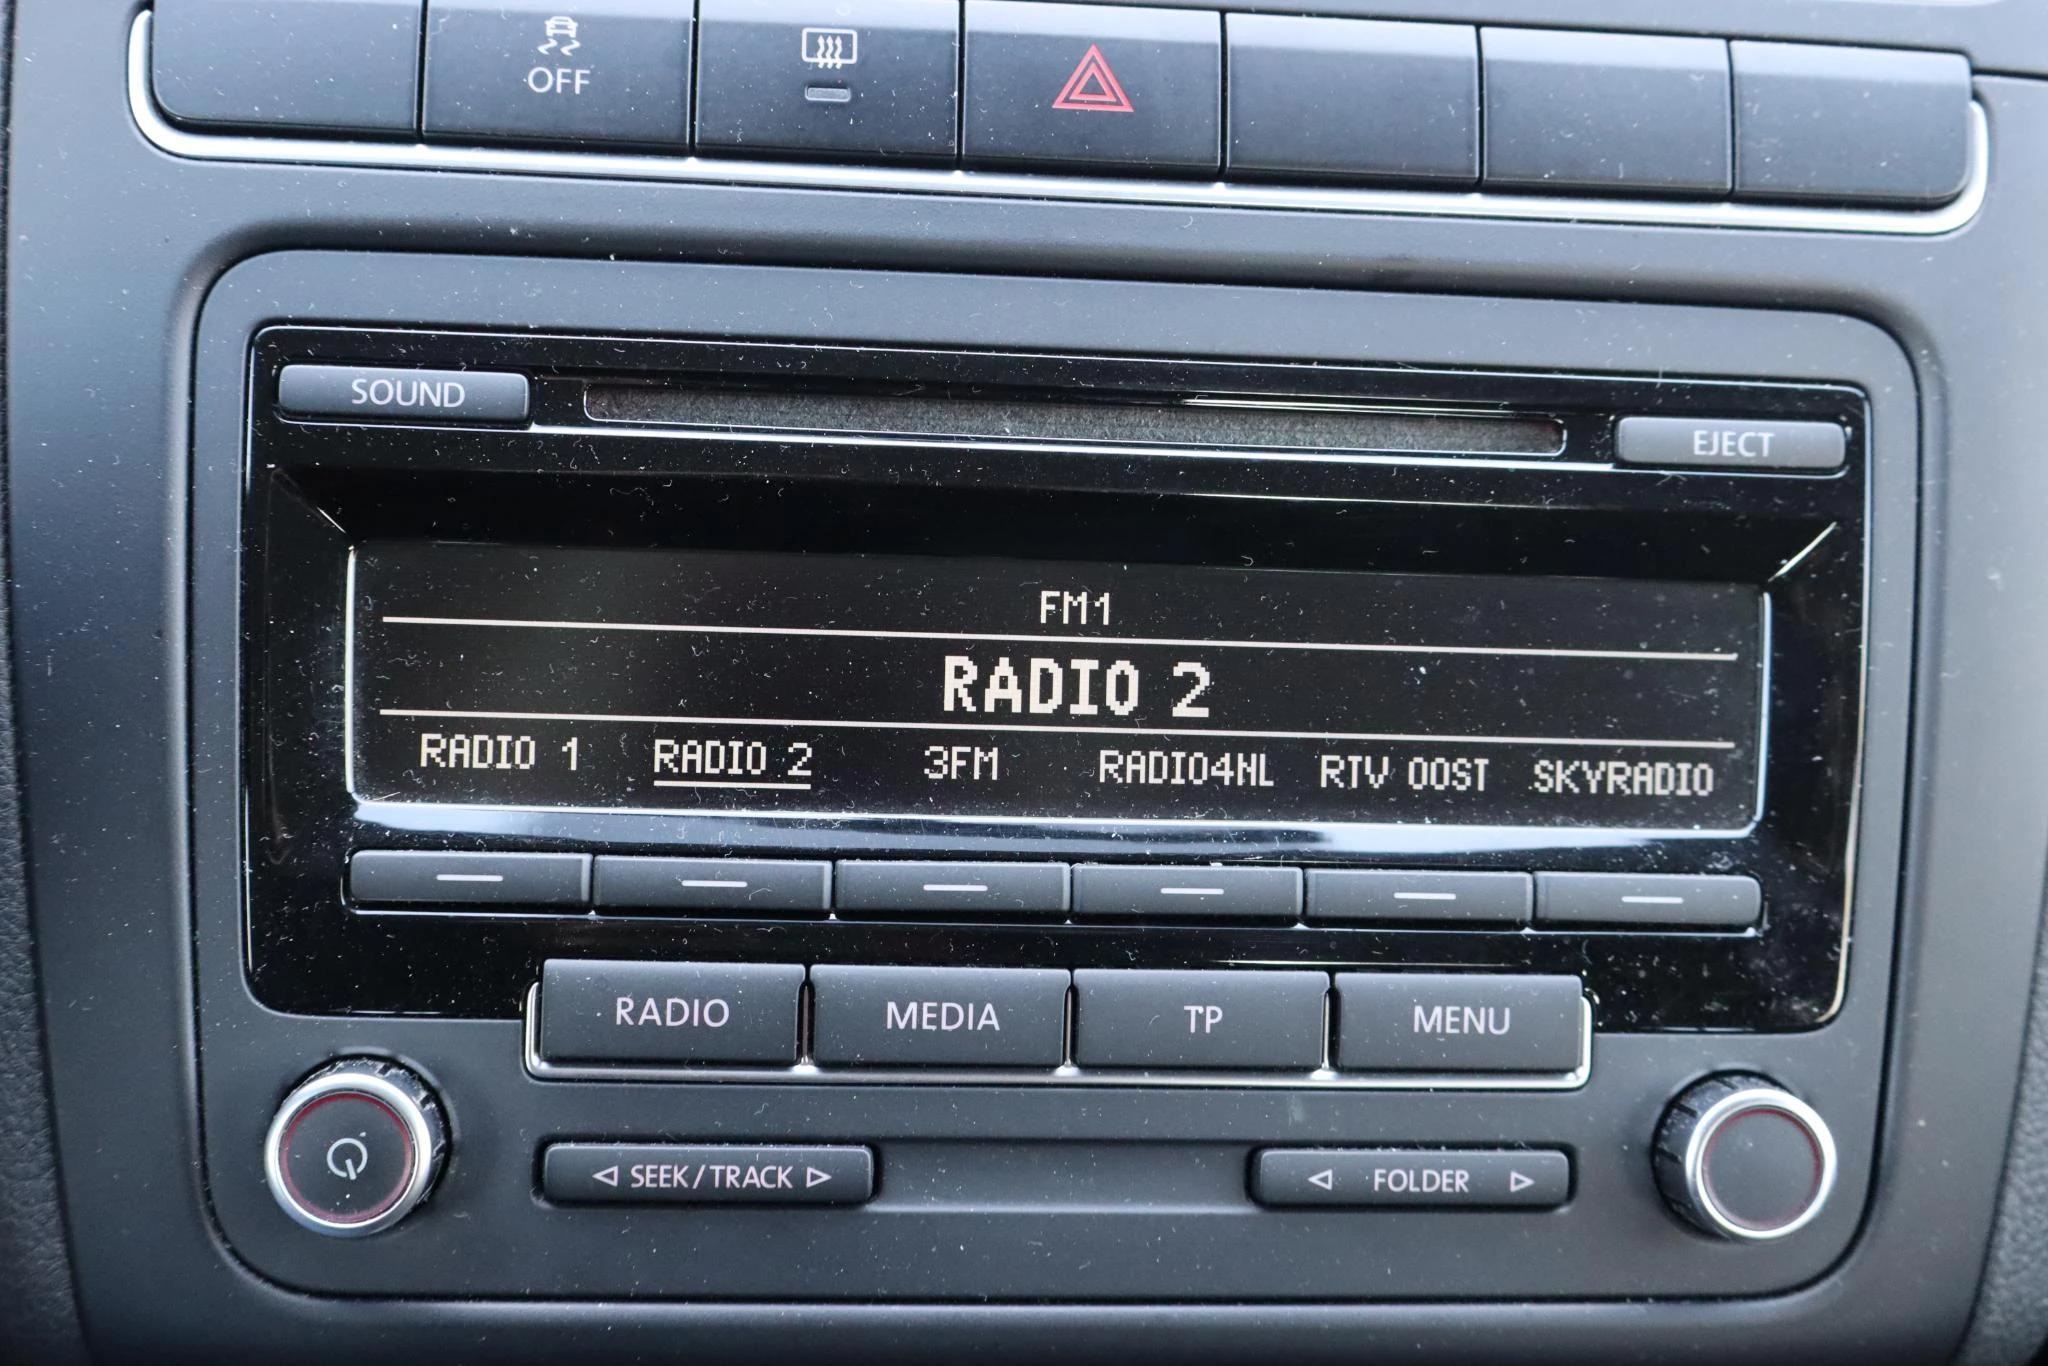 OFF
SOUND
EJECT
FM1
RADIO 2
RADIO 1 RADIO 2 3FM RADIO4NL RTV OOST SKYRADIO
RADIO MEDIA TP MENU
SEEK/TRACK FOLDER